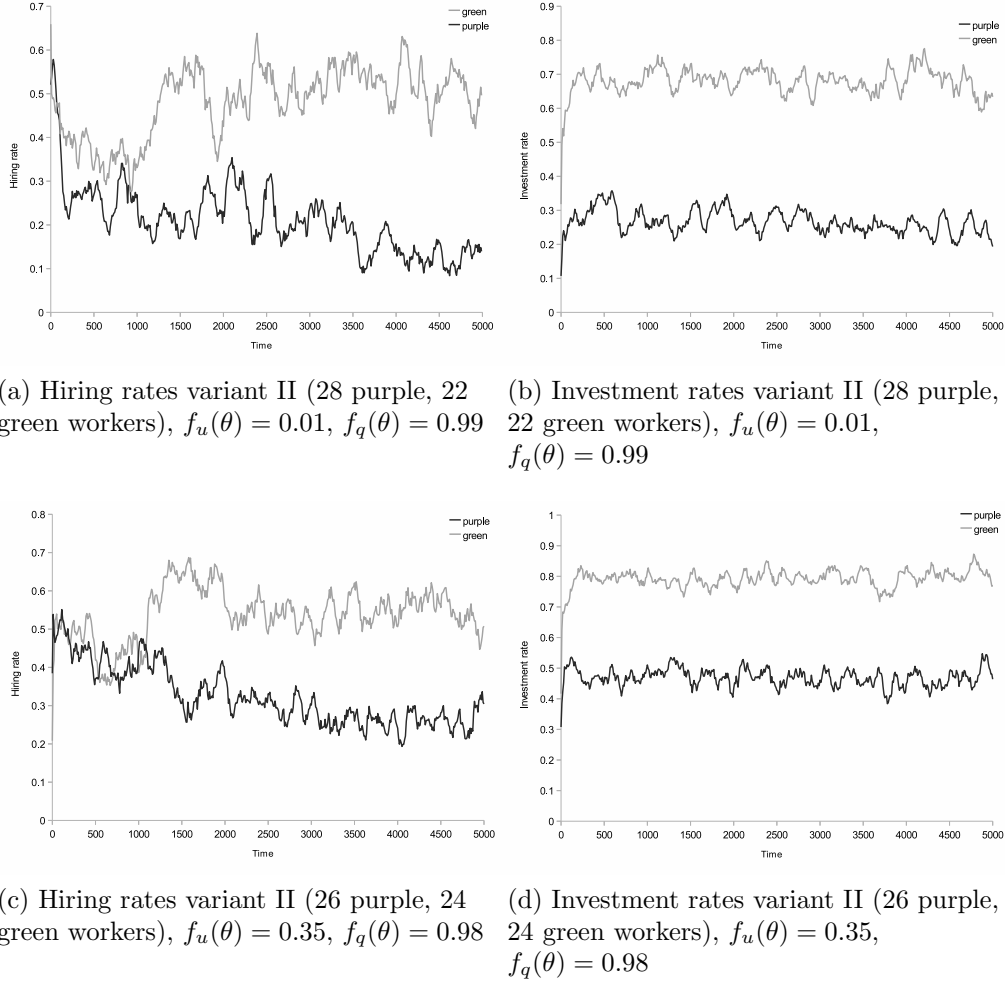 green
purple
Hiring rate
0.7
0.6
0.5
0.4
0.3
0.2
0.1
0
0 500 1000 1500 2000 2500 3000 3500 4000 4500 5000
Time
purple
green
Investment rate
0.9
0.8
0.7
0.6
0.5
0.4
0.3
0.2
0.1
0
0 500 1000 1500 2000 2500 3000 3500 4000 4500 5000
Time
(a) Hiring rates variant II (28 purple, 22
green workers), f_u(θ) = 0.01, f_q(θ) = 0.99
(b) Investment rates variant II (28 purple,
22 green workers), f_u(θ) = 0.01,
f_q(θ) = 0.99
purple
green
Hiring rate
0.8
0.7
0.6
0.5
0.4
0.3
0.2
0.1
0
0 500 1000 1500 2000 2500 3000 3500 4000 4500 5000
Time
purple
green
Investment rate
1
0.9
0.8
0.7
0.6
0.5
0.4
0.3
0.2
0.1
0
0 500 1000 1500 2000 2500 3000 3500 4000 4500 5000
Time
(c) Hiring rates variant II (26 purple, 24
green workers), f_u(θ) = 0.35, f_q(θ) = 0.98
(d) Investment rates variant II (26 purple,
24 green workers), f_u(θ) = 0.35,
f_q(θ) = 0.98